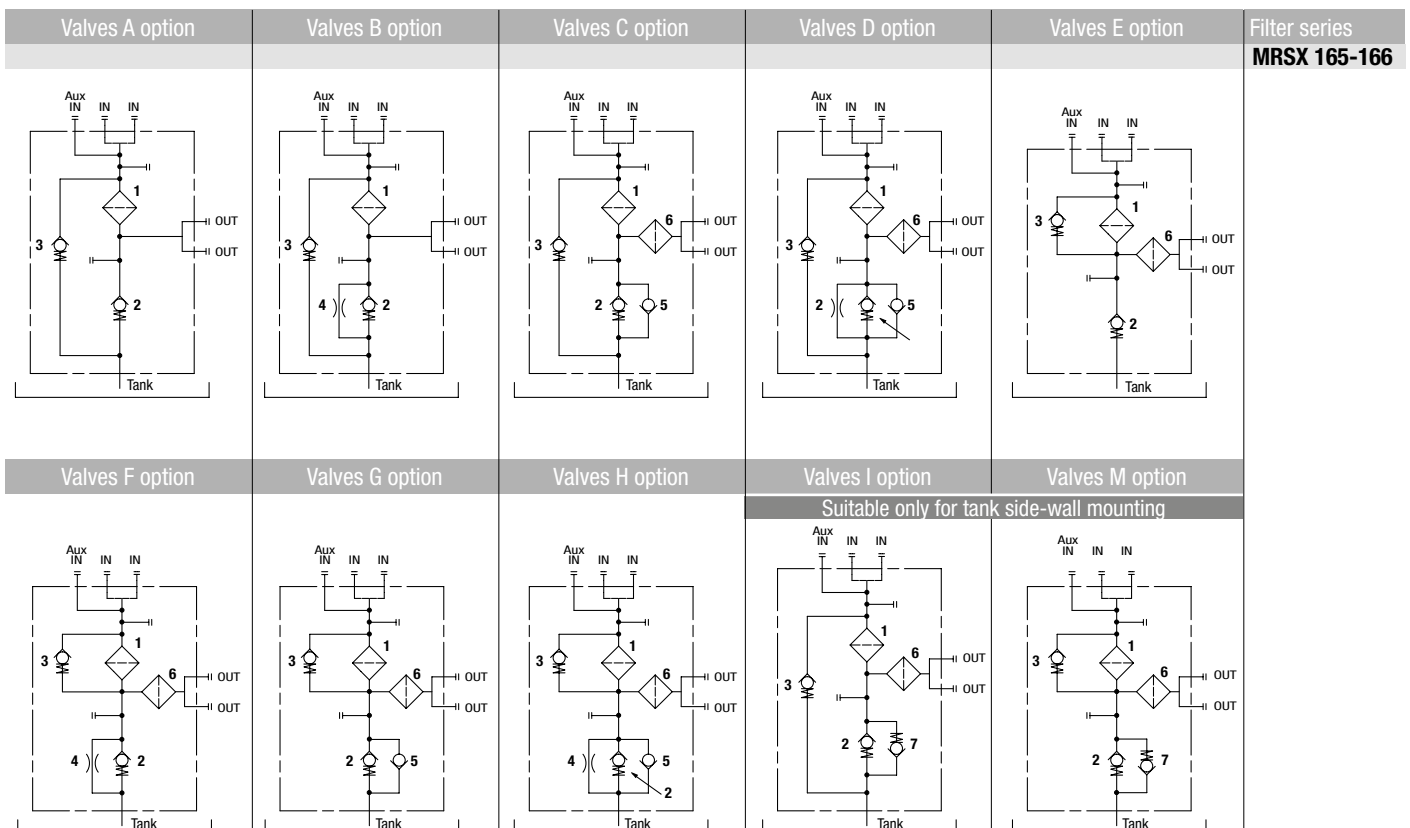 Valves A option
Valves B option
Valves C option
Valves D option
Valves E option
Filter series
MRSX 165-166
Aux
IN IN IN
1
3
OUT
OUT
2
Tank
Aux
IN IN IN
1
3
OUT
OUT
4 2
Tank
Aux
IN IN IN
1
6
3
OUT
OUT
2 5
Tank
Aux
IN IN IN
1
6
3
OUT
OUT
2 5
Tank
Aux
IN IN IN
1
3
6
OUT
OUT
2
Tank
Valves F option
Valves G option
Valves H option
Valves I option
Valves M option
Suitable only for tank side-wall mounting
Aux
IN IN IN
1
3
6
OUT
OUT
4 2
Tank
Aux
IN IN IN
1
3
6
OUT
OUT
2 5
Tank
Aux
IN IN IN
1
3
6
OUT
OUT
4 5
2
Tank
Aux
IN IN IN
1
6
OUT
3
OUT
2 7
Tank
Aux
IN IN IN
1
3
6
OUT
OUT
2 7
Tank